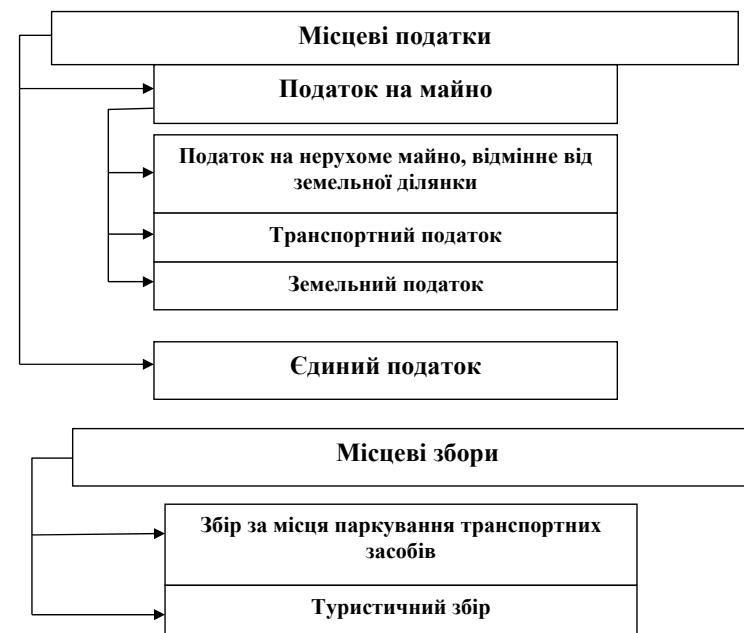 Місцеві податки
Податок на майно
Податок на нерухоме майно, відмінне від
земельної ділянки
Транспортний податок
Земельний податок
Єдиний податок
Місцеві збори
Збір за місця паркування транспортних
засобів
Туристичний збір